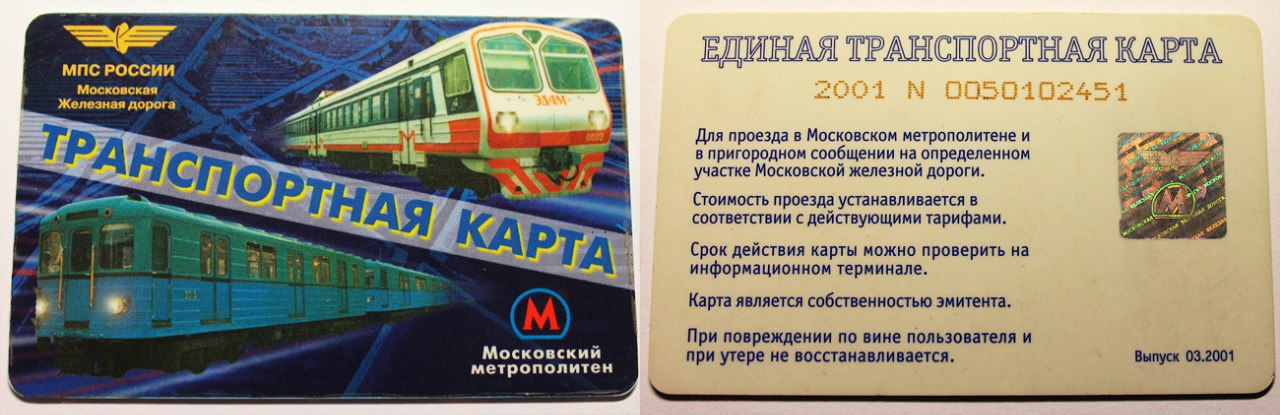 МПС РОССИИ
Московская
Железная дорога
ЭД4М
0002
ТРАНСПОРТНАЯ КАРТА
М
Московский
метрополитен
ЕДИНАЯ ТРАНСПОРТНАЯ КАРТА
2001 N 0050102451
Для проезда в Московском метрополитене и
в пригородном сообщении на определенном
участке Московской железной дороги.
Стоимость проезда устанавливается в
соответствии с действующими тарифами.
Срок действия карты можно проверить на
информационном терминале.
Карта является собственностью эмитента.
При повреждении по вине пользователя и
при утере не восстанавливается.
М
Выпуск 03.2001